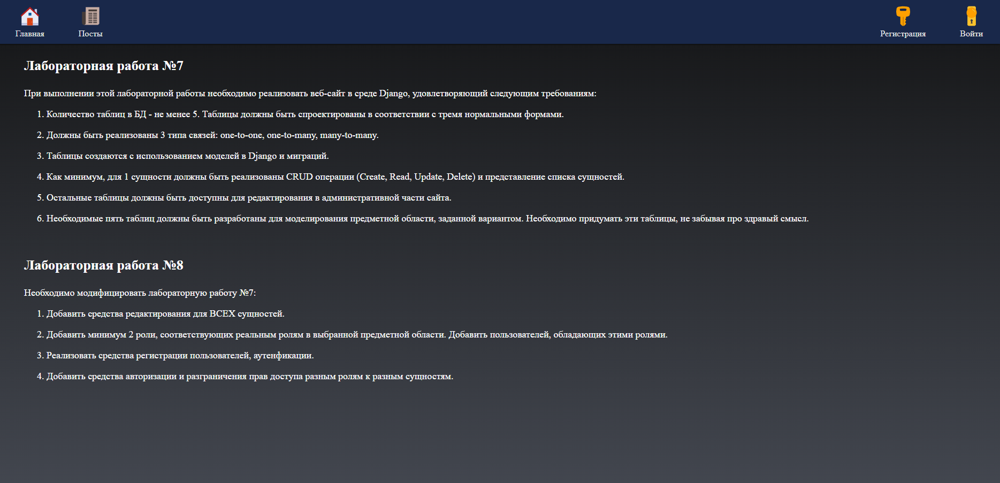 Главная
Посты
Регистрация
Войти
Лабораторная работа №7
При выполнении этой лабораторной работы необходимо реализовать веб-сайт в среде Django, удовлетворяющий следующим требованиям:
1. Количество таблиц в БД - не менее 5. Таблицы должны быть спроектированы в соответствии с тремя нормальными формами.
2. Должны быть реализованы 3 типа связей: one-to-one, one-to-many, many-to-many.
3. Таблицы создаются с использованием моделей в Django и миграций.
4. Как минимум, для 1 сущности должны быть реализованы CRUD операции (Create, Read, Update, Delete) и представление списка сущностей.
5. Остальные таблицы должны быть доступны для редактирования в административной части сайта.
6. Необходимые пять таблиц должны быть разработаны для моделирования предметной области, заданной вариантом. Необходимо придумать эти таблицы, не забывая про здравый смысл.
Лабораторная работа №8
Необходимо модифицировать лабораторную работу №7:
1. Добавить средства редактирования для ВСЕХ сущностей.
2. Добавить минимум 2 роли, соответствующих реальным ролям в выбранной предметной области. Добавить пользователей, обладающих этими ролями.
3. Реализовать средства регистрации пользователей, аутенфикации.
4. Добавить средства авторизации и разграничения прав доступа разным ролям к разным сущностям.